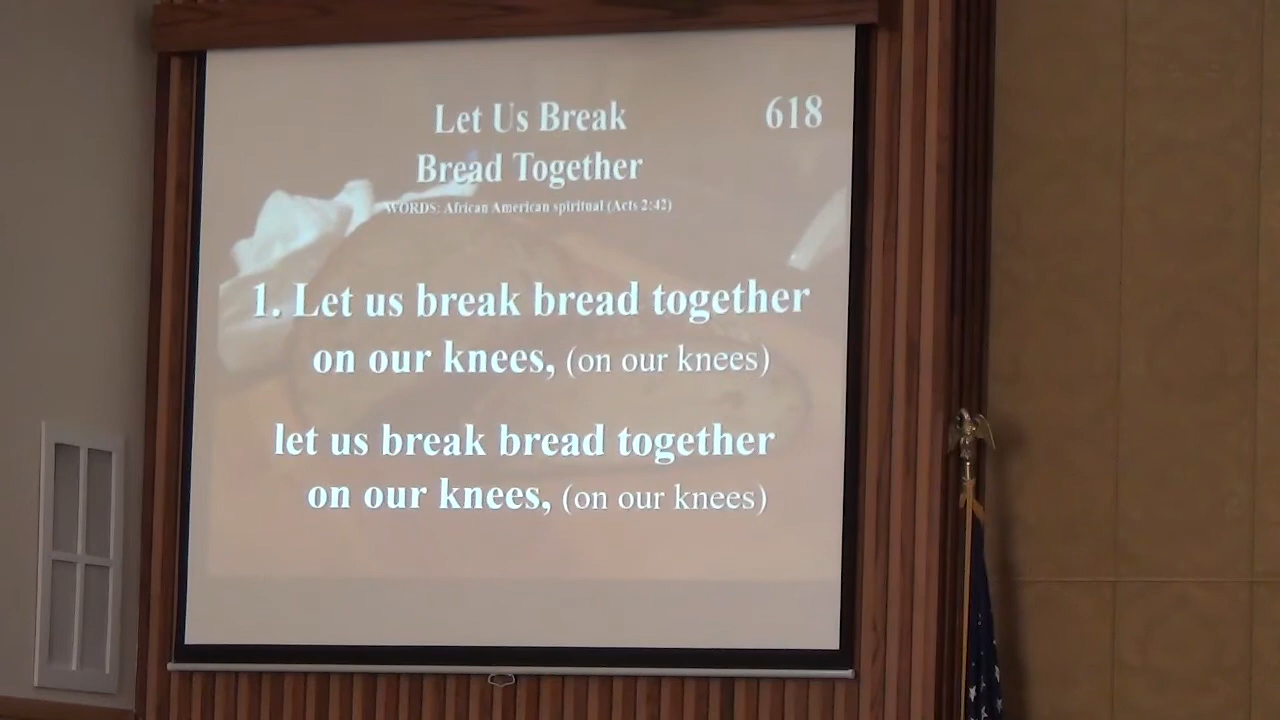 Let Us Break
618
Bread Together
WORDS: African American spiritual (Acts 2:42)
1. Let us break bread together
on our knees, (on our knees)
let us break bread together
on our knees, (on our knees)